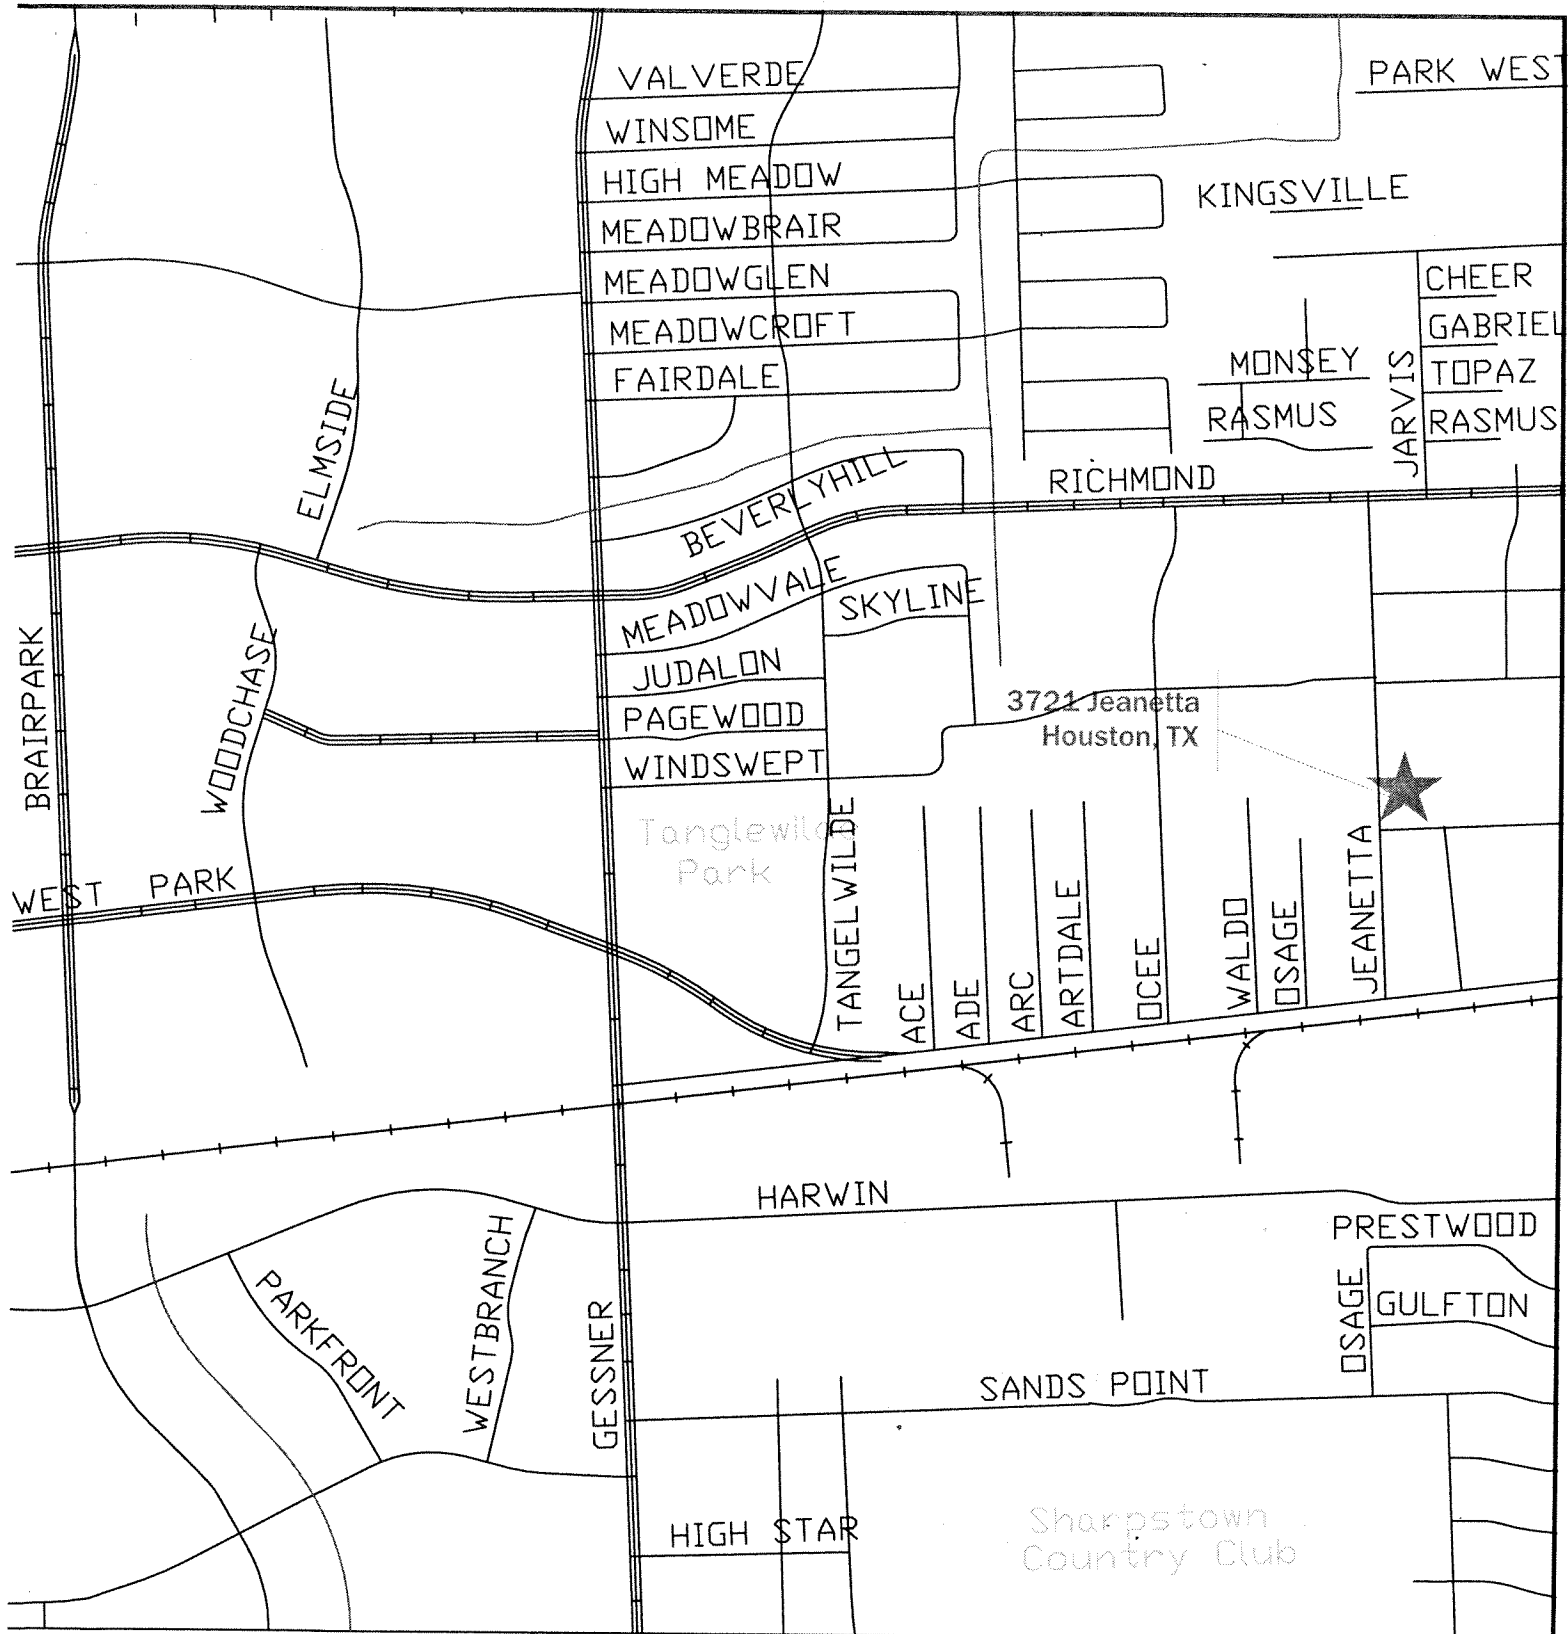 VALVERDE
PARK WEST
WINSOME
HIGH MEADOW
KINGSVILLE
MEADOWBRAIR
MEADOWGLEN
CHEER
MEADOWCROFT
GABRIEL
MONSEY
JARVIS
TOPAZ
FAIRDALE
RASMUS
RASMUS
ELMSIDE
BEVERLYHILL
RICHMOND
MEADOWVALE
SKYLINE
BRAIRPARK
WOODCHASE
JUDALON
PAGEWOOD
3721 Jeanetta
Houston, TX
WINDSWEPT
Tanglewilde
Park
TANGELWILDE
WEST PARK
ACE
ADE
ARC
ARTDALE
OCEE
WALDO
OSAGE
JEANETTA
HARWIN
PRESTWOOD
WESTBRANCH
PARKFRONT
GESSNER
OSAGE
GULFTON
SANDS POINT
HIGH STAR
Sharpstown
Country Club